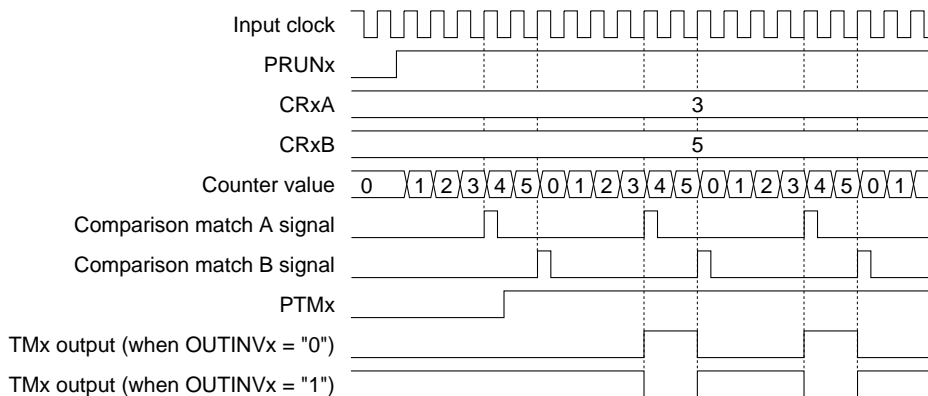 Input clock
PRUNx
CRxA 3
CRxB 5
Counter value 0 1 2 3 4 5 0 1 2 3 4 5 0 1 2 3 4 5 0 1
Comparison match A signal
Comparison match B signal
PTMx
TMx output (when OUTINVx = "0")
TMx output (when OUTINVx = "1")